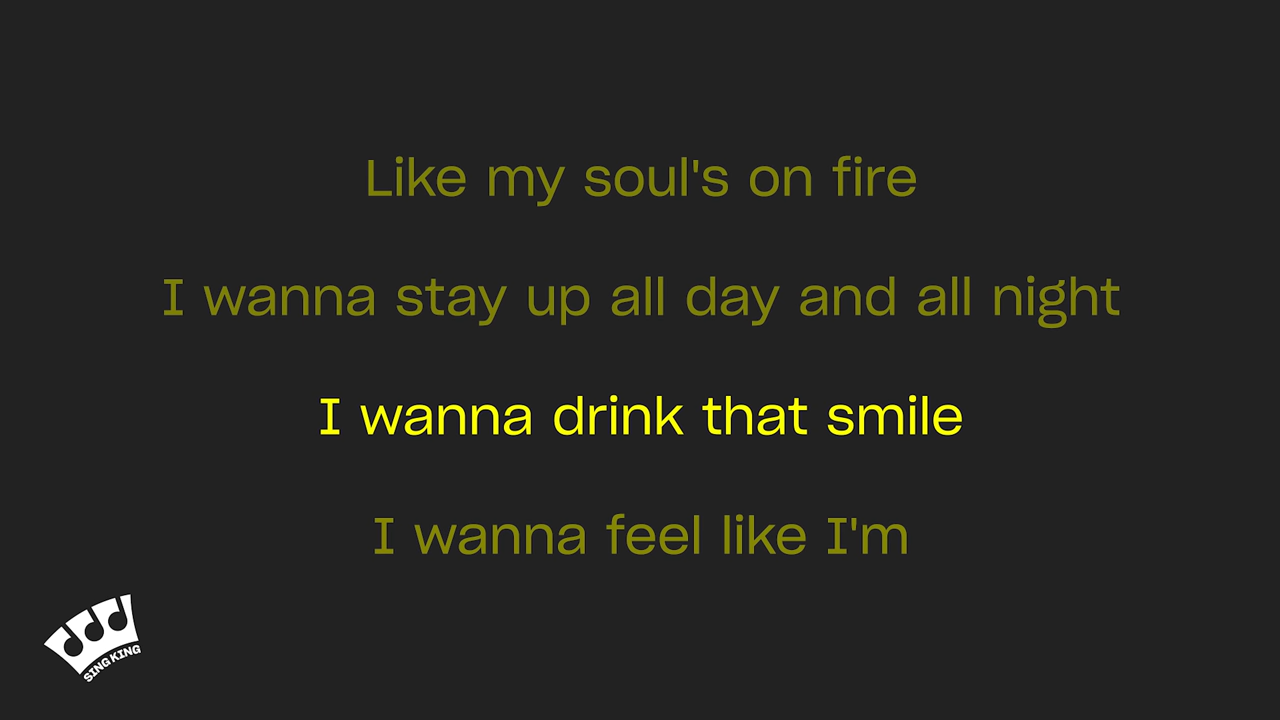 Like my soul's on fire
I wanna stay up all day and all night
I wanna drink that smile
I wanna feel like I'm
SING KING